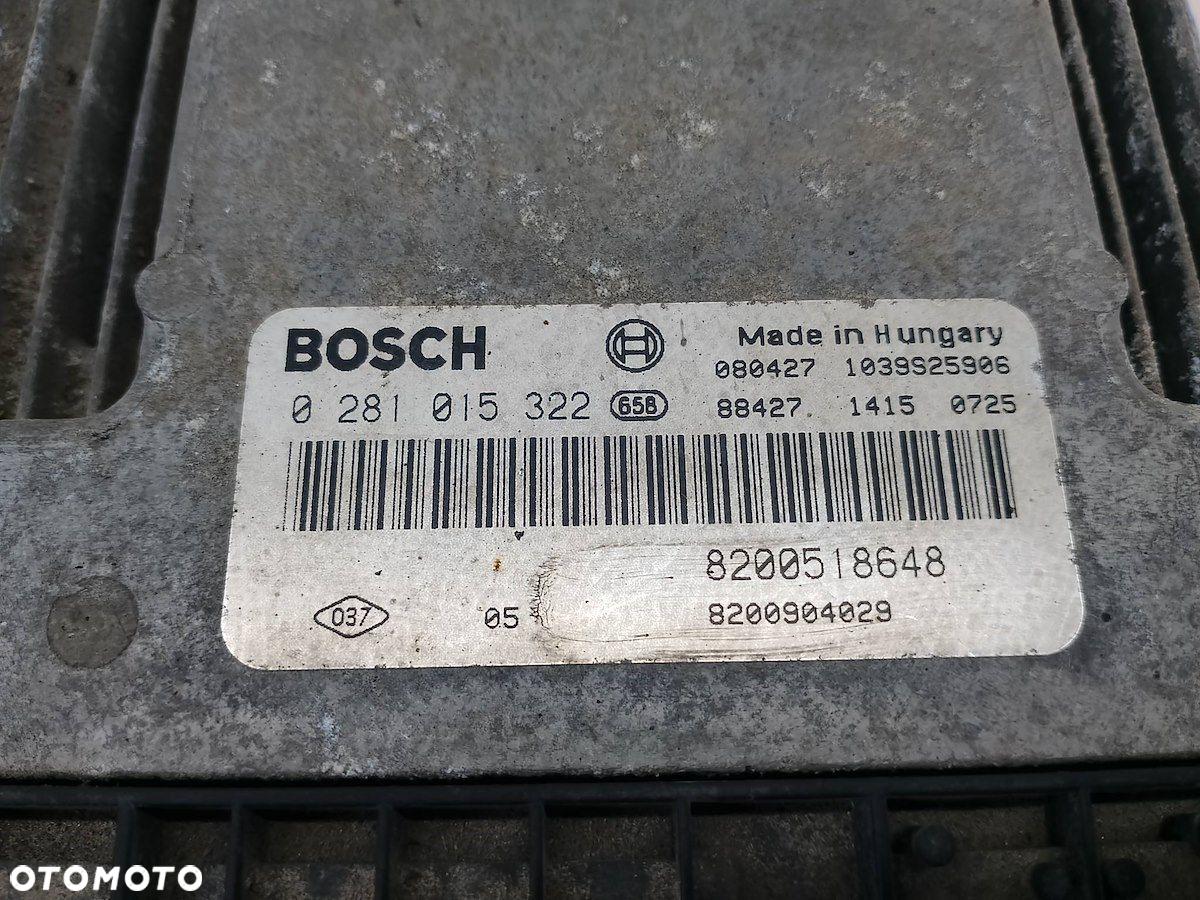 BOSCH
Made in Hungary
080427 1039S25906
0 281 015 322 658 88427 1415 0725
8200518648
037 05 8200904029
OTOMOTO